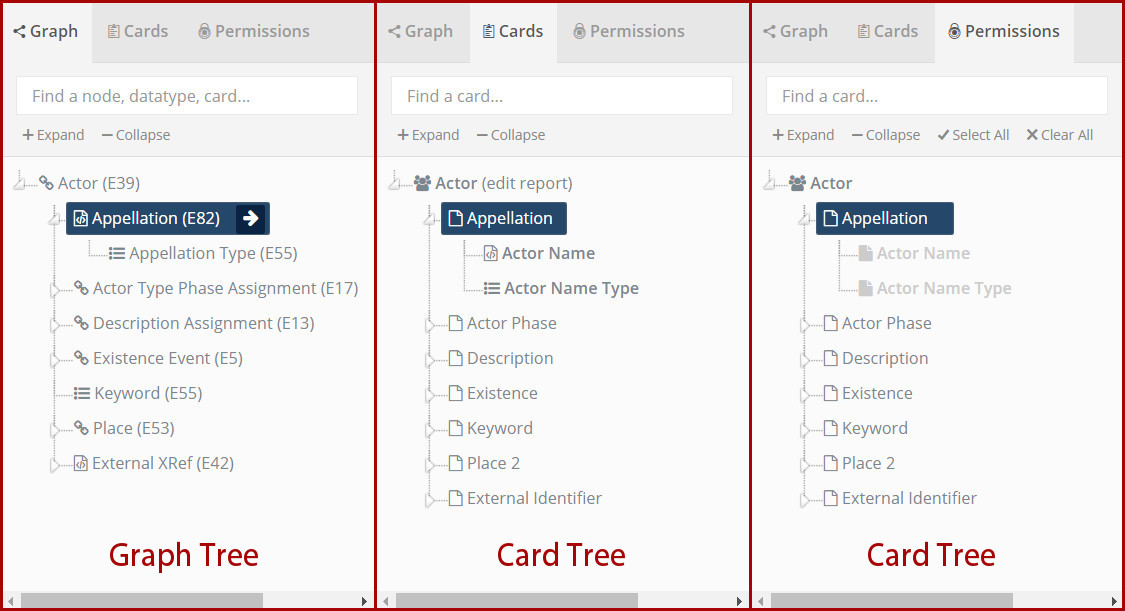 Graph Cards Permissions
Find a node, datatype, card...
Expand Collapse
Actor (E39)
Appellation (E82)
Appellation Type (E55)
Actor Type Phase Assignment (E17)
Description Assignment (E13)
Existence Event (E5)
Keyword (E55)
Place (E53)
External XRef (E42)
Graph Tree
Graph Cards Permissions
Find a card...
Expand Collapse
Actor (edit report)
Appellation
Actor Name
Actor Name Type
Actor Phase
Description
Existence
Keyword
Place 2
External Identifier
Card Tree
Graph Cards Permissions
Find a card...
Expand Collapse Select All Clear All
Actor
Appellation
Actor Name
Actor Name Type
Actor Phase
Description
Existence
Keyword
Place 2
External Identifier
Card Tree